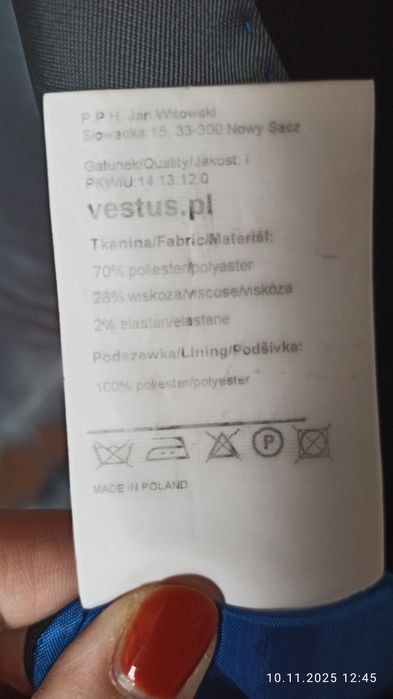 P.P.H. Jan Witowski
Słowacka 15, 33-300 Nowy Sącz
Gatunek/Quality/Jakost. I
PKWiU:14.13.12.0
vestus.pl
Tkanina/Fabric/Materiál:
70% poliester/polyester
28% wiskoza/viscose/viskóza
2% elastan/elastane
Podszewka/Lining/Podšívka:
100% poliester/polyester
P
MADE IN POLAND
10.11.2025 12:45